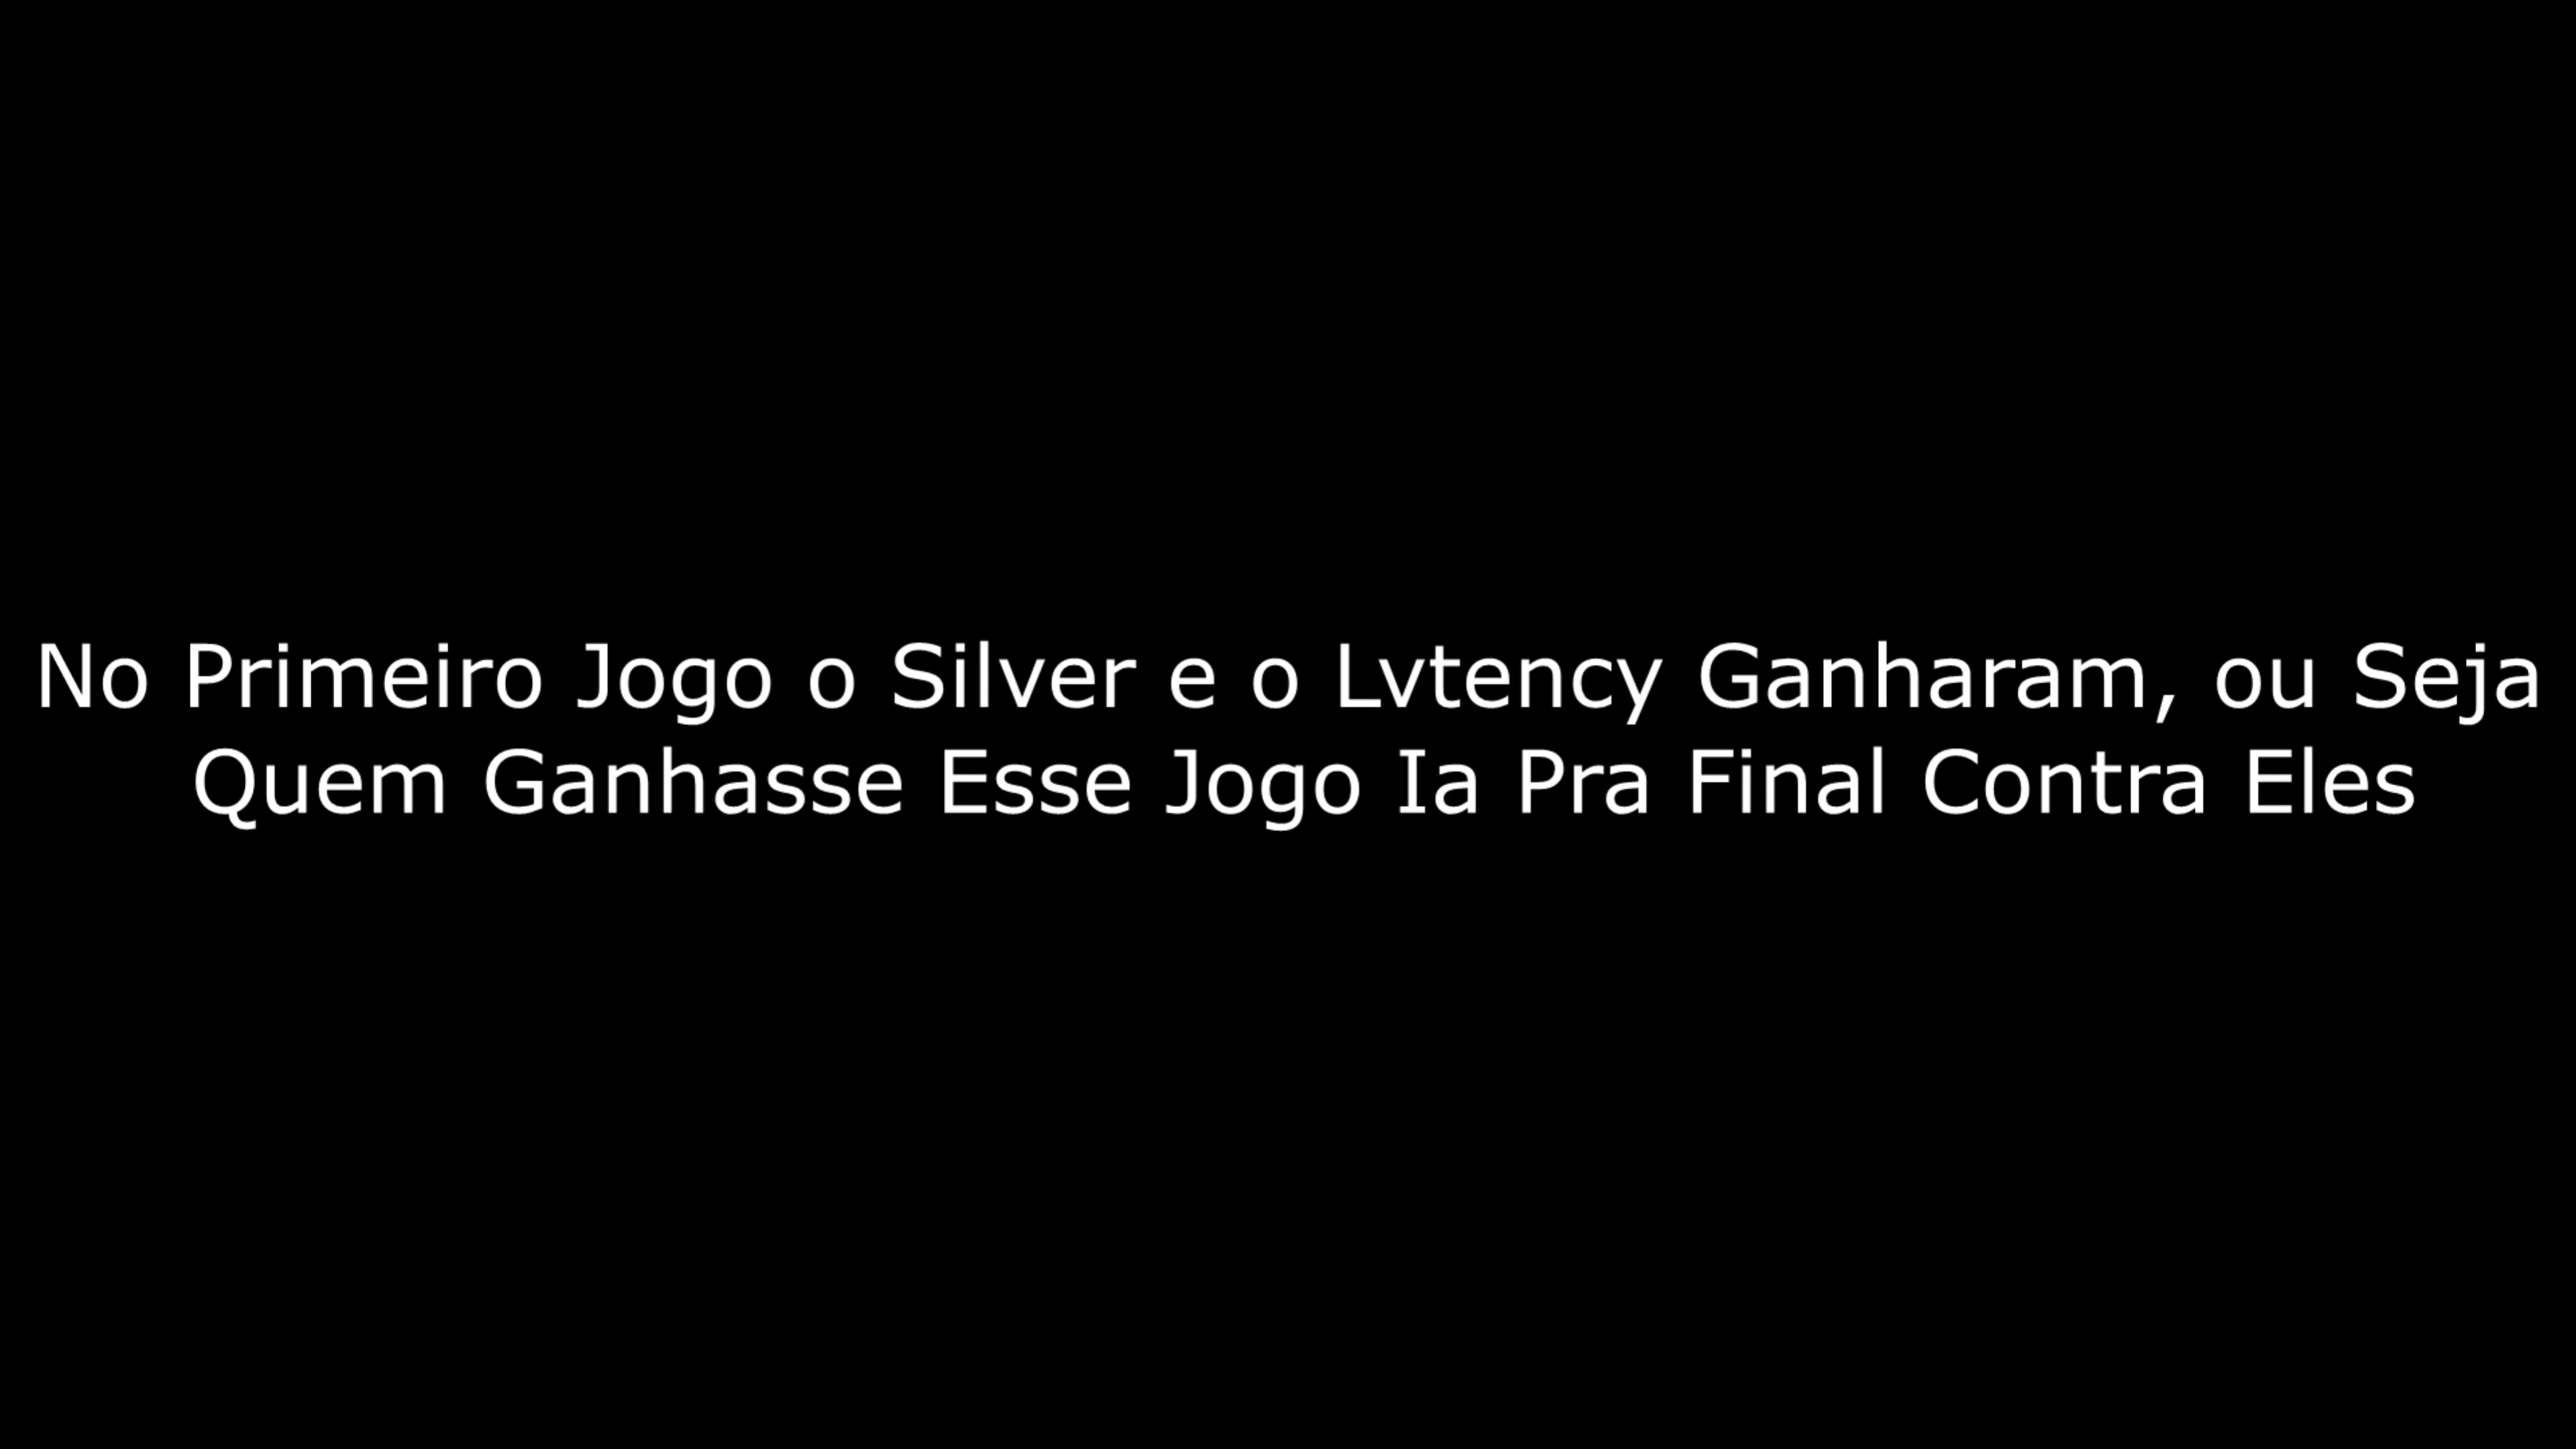 No Primeiro Jogo o Silver e o Lvtency Ganharam, ou Seja
Quem Ganhasse Esse Jogo Ia Pra Final Contra Eles